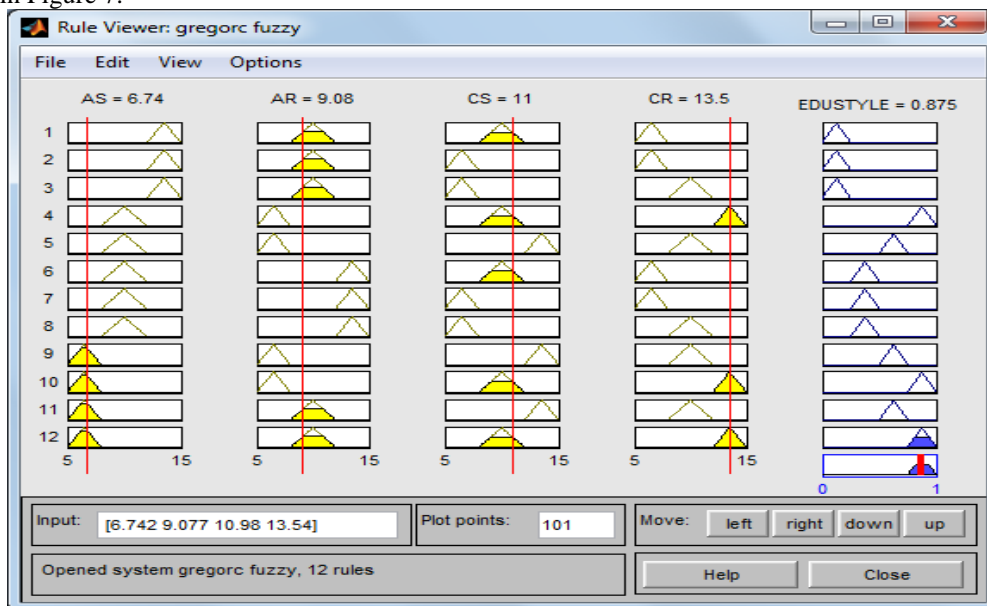 in Figure 7.
Rule Viewer: gregorc fuzzy
File Edit View Options
AS = 6.74 AR = 9.08 CS = 11 CR = 13.5 EDUSTYLE = 0.875
1
2
3
4
5
6
7
8
9
10
11
12
5 15 5 15 5 15 5 15
0 1
Input: [6.742 9.077 10.98 13.54] Plot points: 101 Move: left right down up
Opened system gregorc fuzzy, 12 rules Help Close